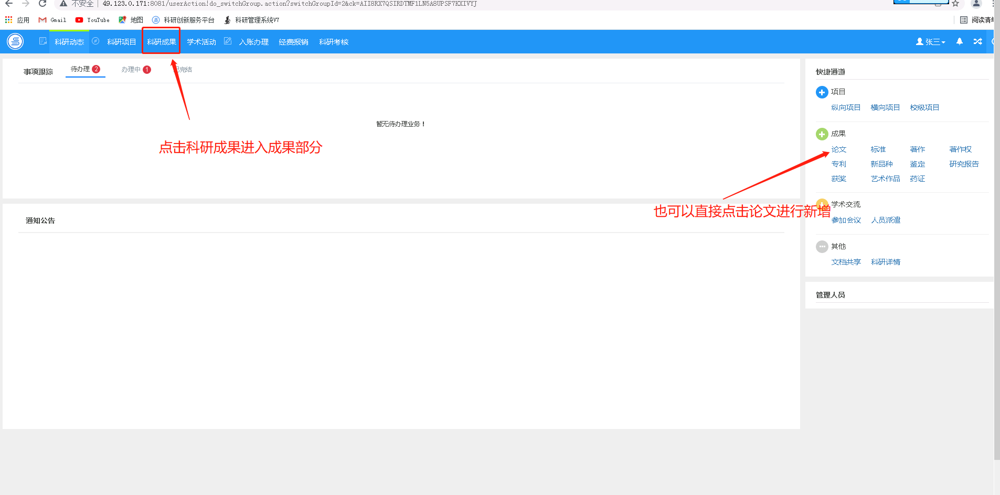 不安全 49.123.0.171:8081/userAction!do_switchGroup.action?switchGroupId=2&ck=AII8RX7QSIRDTMF1LN5A8UPSF7KXIVYJ
应用 Gmail YouTube 地图 科研创新服务平台 科研管理系统V7 阅读清单
科研动态 科研项目 科研成果 学术活动 入账办理 经费报销 科研考核 张三
事项跟踪 待办理 2 办理中 1 已完结
暂无待办理业务！
点击科研成果进入成果部分
通知公告
快捷通道
项目
纵向项目 横向项目 校级项目
成果
论文 标准 著作 著作权
专利 新品种 鉴定 研究报告
获奖 艺术作品 药证
也可以直接点击论文进行新增
学术交流
参加会议 人员派遣
其他
文档共享 科研详情
管理人员